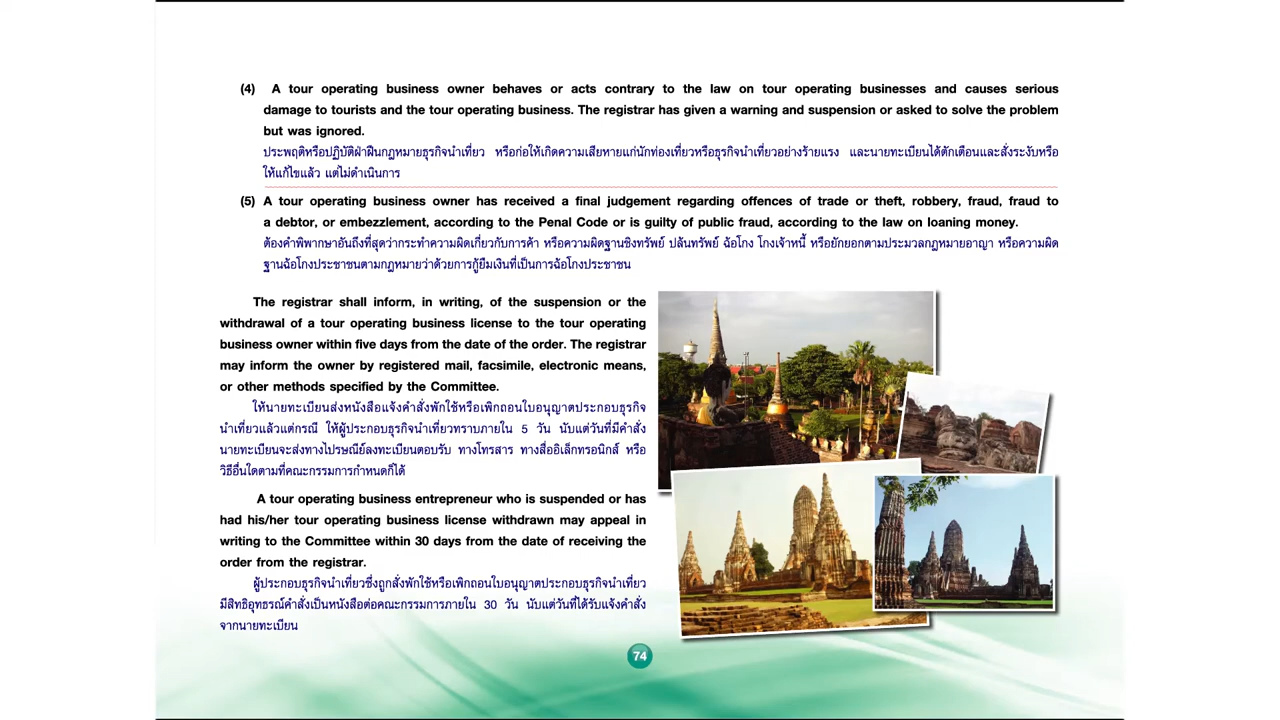 (4) A tour operating business owner behaves or acts contrary to the law on tour operating businesses and causes serious
damage to tourists and the tour operating business. The registrar has given a warning and suspension or asked to solve the problem
but was ignored.
ประพฤติหรือปฏิบัติฝ่าฝืนกฎหมายธุรกิจนำเที่ยว หรือก่อให้เกิดความเสียหายแก่นักท่องเที่ยวหรือธุรกิจนำเที่ยวอย่างร้ายแรง และนายทะเบียนได้ตักเตือนและสั่งระงับหรือ
ให้แก้ไขแล้ว แต่ไม่ดำเนินการ
(5) A tour operating business owner has received a final judgement regarding offences of trade or theft, robbery, fraud, fraud to
a debtor, or embezzlement, according to the Penal Code or is guilty of public fraud, according to the law on loaning money.
ต้องคำพิพากษาอันถึงที่สุดว่ากระทำความผิดเกี่ยวกับการค้า หรือความผิดฐานชิงทรัพย์ ปล้นทรัพย์ ฉ้อโกง โกงเจ้าหนี้ หรือยักยอกตามประมวลกฎหมายอาญา หรือความผิด
ฐานฉ้อโกงประชาชนตามกฎหมายว่าด้วยการกู้ยืมเงินที่เป็นการฉ้อโกงประชาชน
The registrar shall inform, in writing, of the suspension or the
withdrawal of a tour operating business license to the tour operating
business owner within five days from the date of the order. The registrar
may inform the owner by registered mail, facsimile, electronic means,
or other methods specified by the Committee.
ให้นายทะเบียนส่งหนังสือแจ้งคำสั่งพักใช้หรือเพิกถอนใบอนุญาตประกอบธุรกิจ
นำเที่ยวแล้วแต่กรณี ให้ผู้ประกอบธุรกิจนำเที่ยวทราบภายใน 5 วัน นับแต่วันที่มีคำสั่ง
นายทะเบียนจะส่งทางไปรษณีย์ลงทะเบียนตอบรับ ทางโทรสาร ทางสื่ออิเล็กทรอนิกส์ หรือ
วิธีอื่นใดตามที่คณะกรรมการกำหนดก็ได้
A tour operating business entrepreneur who is suspended or has
had his/her tour operating business license withdrawn may appeal in
writing to the Committee within 30 days from the date of receiving the
order from the registrar.
ผู้ประกอบธุรกิจนำเที่ยวซึ่งถูกสั่งพักใช้หรือเพิกถอนใบอนุญาตประกอบธุรกิจนำเที่ยว
มีสิทธิอุทธรณ์คำสั่งเป็นหนังสือต่อคณะกรรมการภายใน 30 วัน นับแต่วันที่ได้รับแจ้งคำสั่ง
จากนายทะเบียน
74